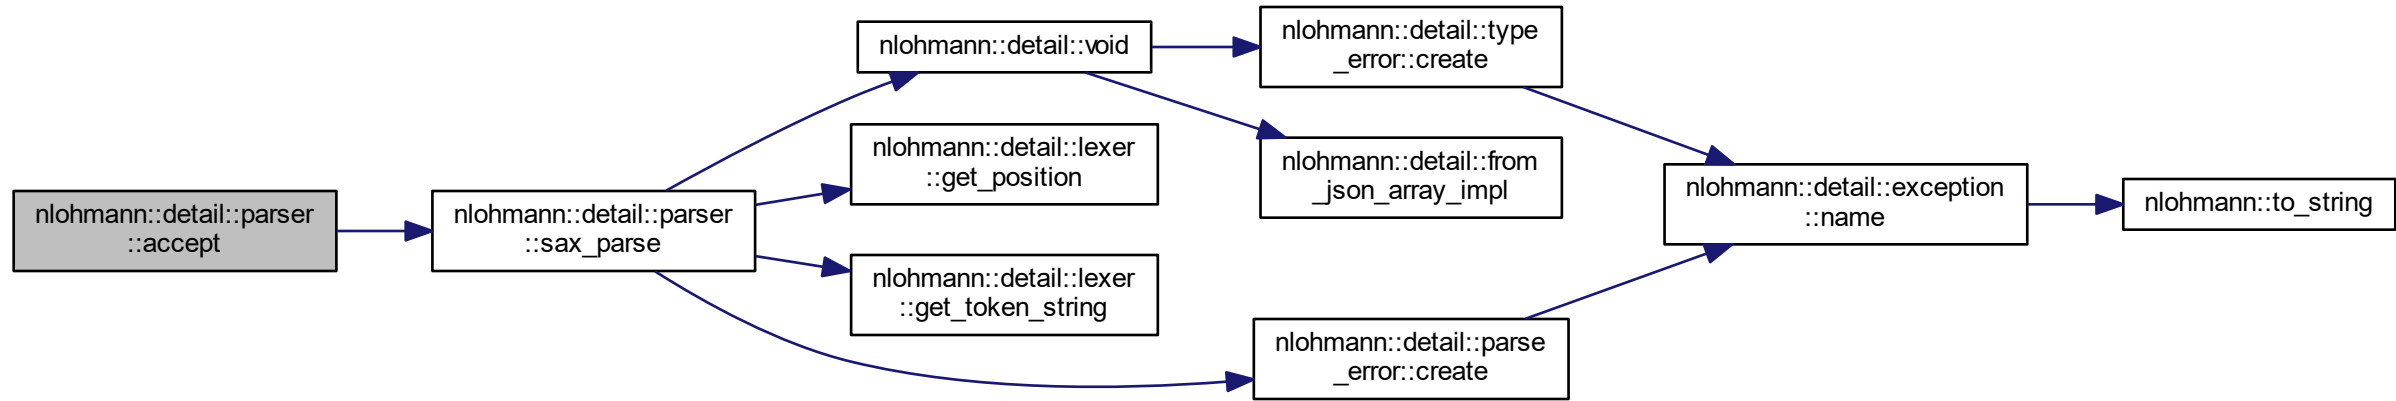 nlohmann::detail::parser
::accept
nlohmann::detail::parser
::sax_parse
nlohmann::detail::void
nlohmann::detail::lexer
::get_position
nlohmann::detail::lexer
::get_token_string
nlohmann::detail::type
_error::create
nlohmann::detail::from
_json_array_impl
nlohmann::detail::parse
_error::create
nlohmann::detail::exception
::name
nlohmann::to_string